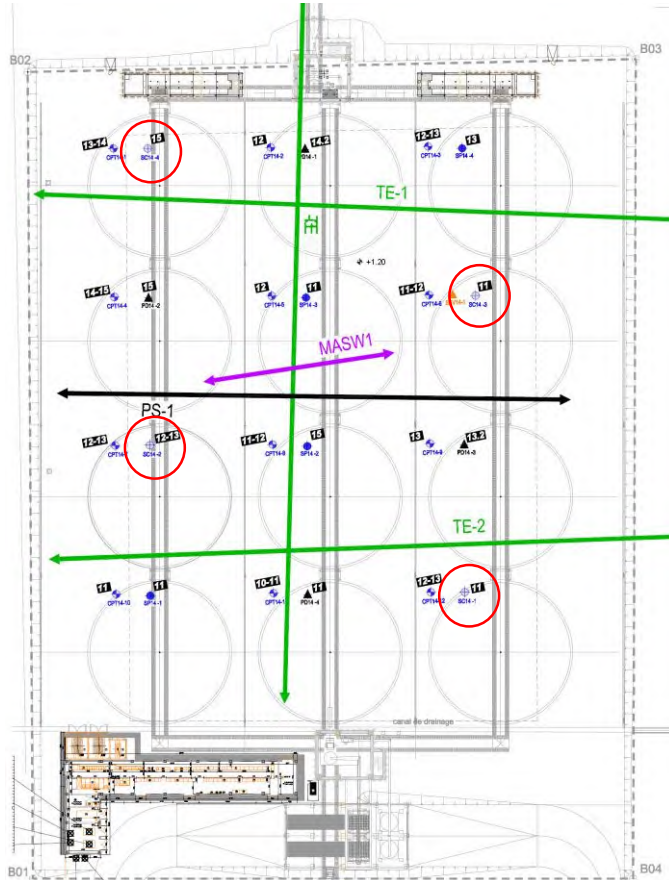 B02
B03
13-14
CPT14-1
15
SC14-4
12
CPT14-2
14.2
PD14-1
12-13
CPT14-3
13
SP14-4
TE-1
TE
+1.20
14-15
CPT14-4
15
PD14-2
12
CPT14-5
11
SP14-3
11-12
CPT14-6
11
SC14-3
MASW1
PS-1
12-13
12-13
SC14-2
11-12
CPT14-8
15
SP14-2
13
CPT14-9
13.2
PD14-3
TE-2
11
CPT14-10
11
SP14-1
10-11
11
PD14-4
12-13
11
SC14-1
canal de drainage
B01
B04